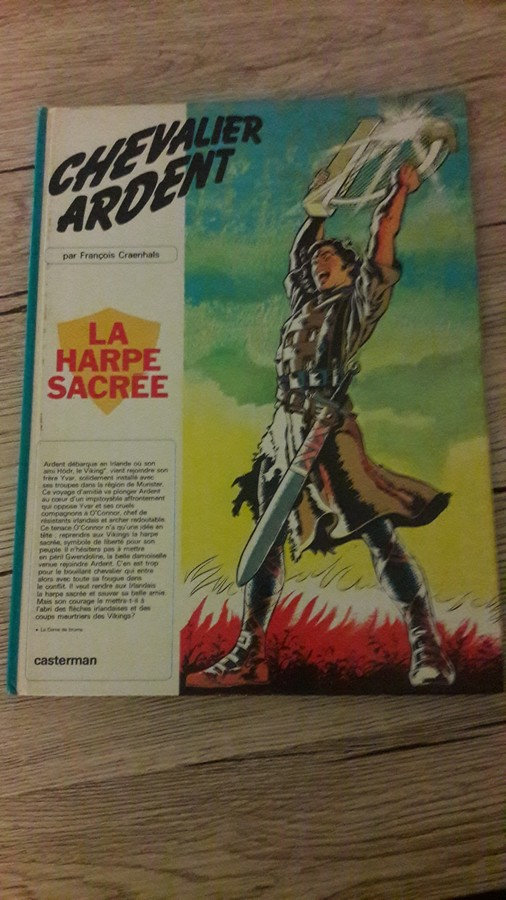 CHEVALIER
ARDENT
par François Craenhals
LA
HARPE
SACRÉE
Ardent débarque en Irlande où son
ami Hödr, le Viking* vient rejoindre son
frère Yvar, solidement installé avec
ses troupes dans la région de Munster.
Ce voyage d'amitié va plonger Ardent
au cœur d'un impitoyable affrontement
qui oppose Yvar et ses cruels
compagnons à O'Connor, chef de
résistants irlandais et archer redoutable.
Ce tenace O'Connor n'a qu'une idée en
tête : reprendre aux Vikings la harpe
sacrée, symbole de liberté pour son
peuple. Il n'hésitera pas à mettre
en péril Gwendoline, la belle damoiselle
venue rejoindre Ardent. C'en est trop
pour le bouillant chevalier qui entre
alors avec toute sa fougue dans
le conflit. Il veut rendre aux Irlandais
la harpe sacrée et sauver sa belle amie.
Mais son courage le mettra-t-il à
l'abri des flèches irlandaises et des
coups meurtriers des Vikings?
* La Corne de brume
casterman